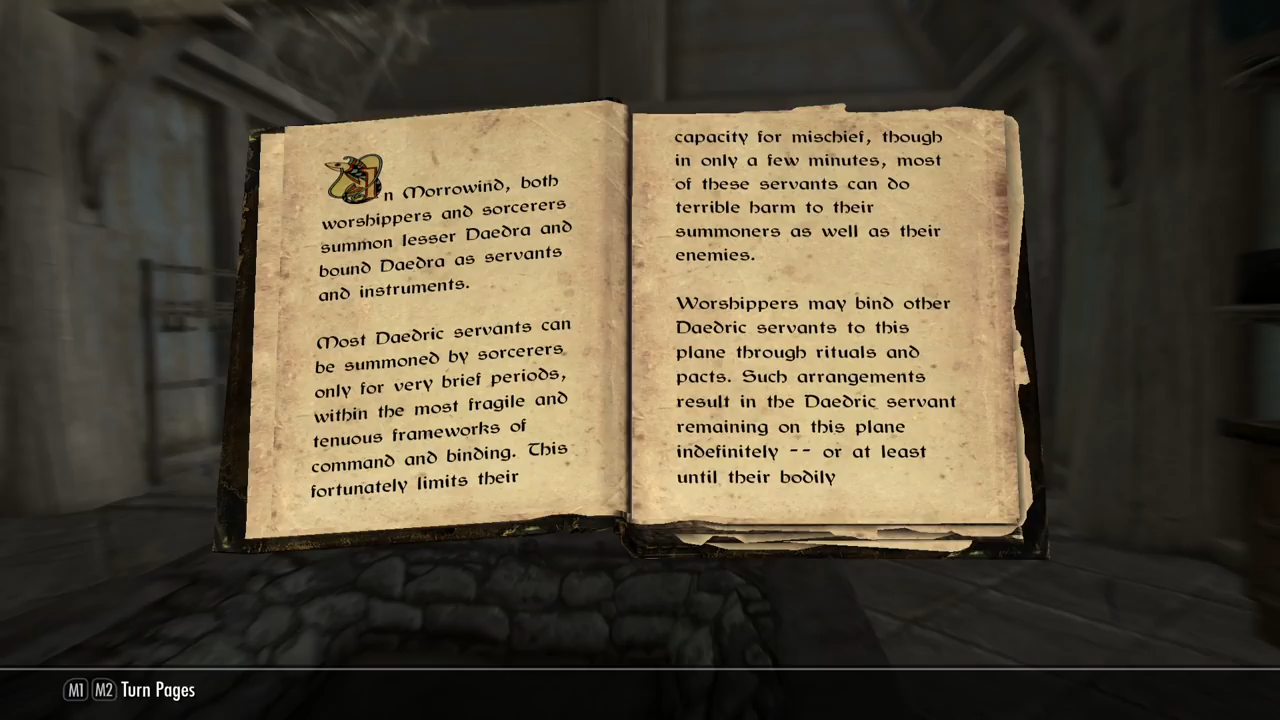 In Morrowind, both
worshippers and sorcerers
summon lesser Daedra and
bound Daedra as servants
and instruments.
Most Daedric servants can
be summoned by sorcerers
only for very brief periods,
within the most fragile and
tenuous frameworks of
command and binding. This
fortunately limits their
capacity for mischief, though
in only a few minutes, most
of these servants can do
terrible harm to their
summoners as well as their
enemies.
Worshippers may bind other
Daedric servants to this
plane through rituals and
pacts. Such arrangements
result in the Daedric servant
remaining on this plane
indefinitely -- or at least
until their bodily
M1 M2 Turn Pages